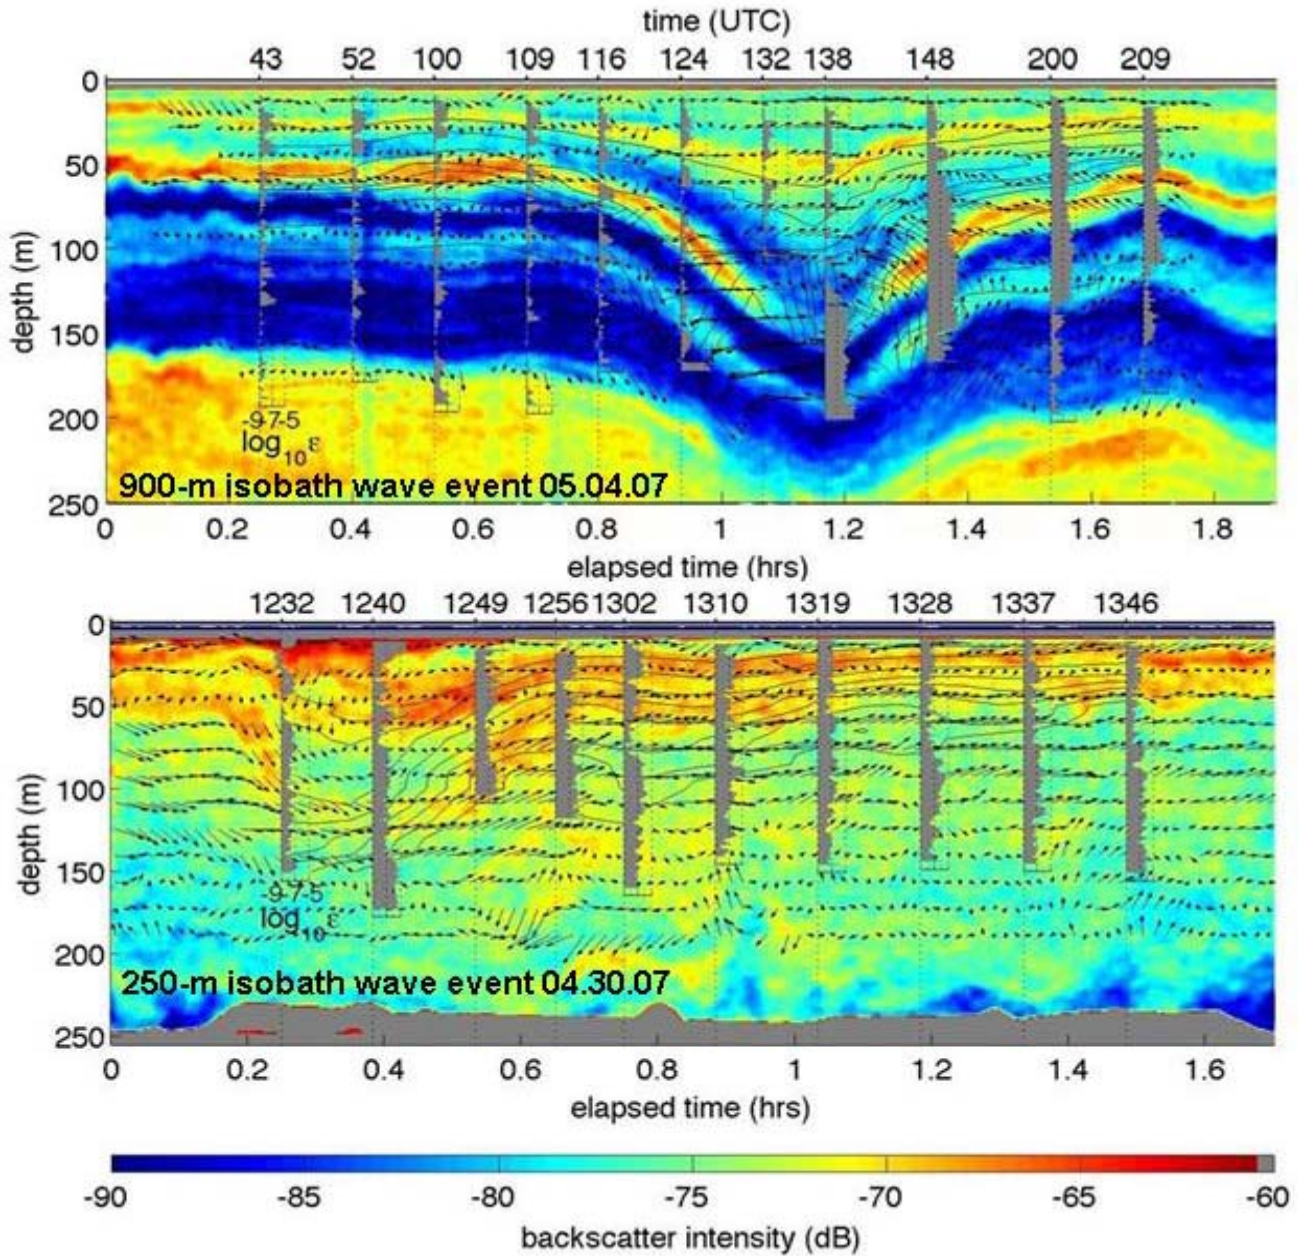 time (UTC)
43 52 100 109 116 124 132 138 148 200 209
0
50
100
150
200
250
depth (m)
-9-7-5
log10ε
900-m isobath wave event 05.04.07
0 0.2 0.4 0.6 0.8 1 1.2 1.4 1.6 1.8
elapsed time (hrs)
1232 1240 1249 1256 1302 1310 1319 1328 1337 1346
0
50
100
150
200
250
depth (m)
-9-7-5
log10ε
250-m isobath wave event 04.30.07
0 0.2 0.4 0.6 0.8 1 1.2 1.4 1.6
elapsed time (hrs)
-90 -85 -80 -75 -70 -65 -60
backscatter intensity (dB)